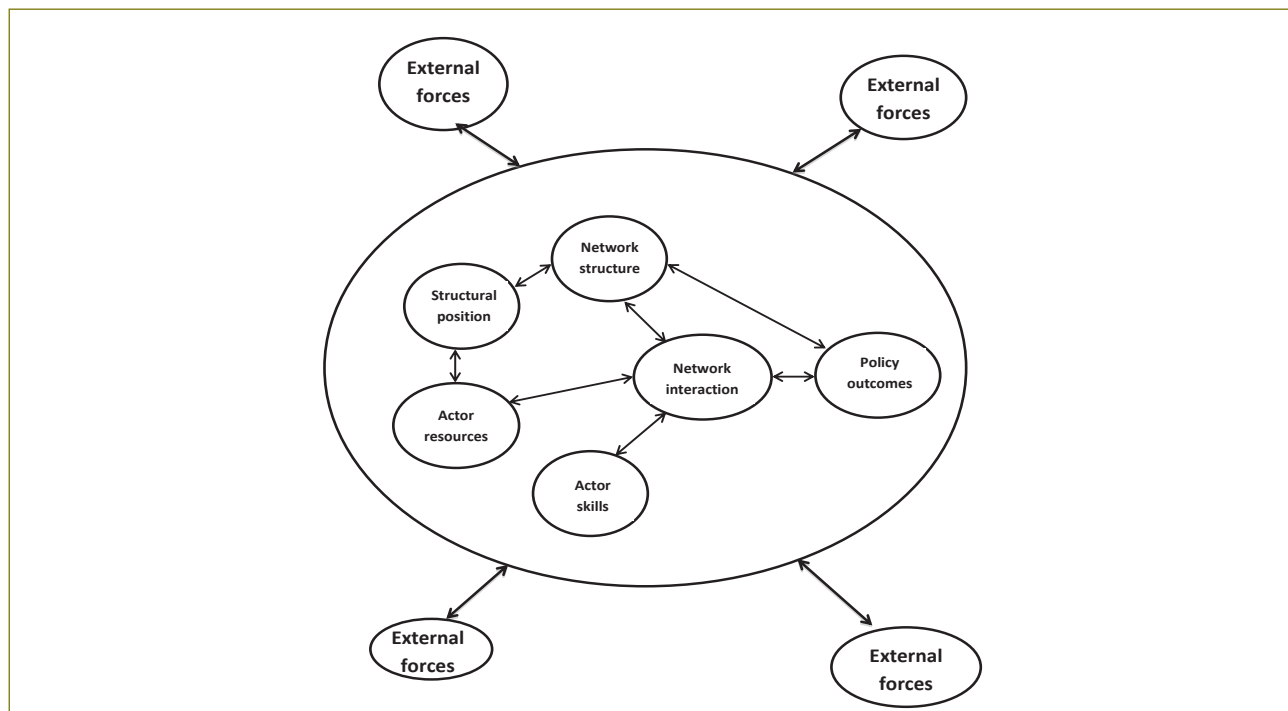 External
forces
External
forces
Network
structure
Structural
position
Network
interaction
Policy
outcomes
Actor
resources
Actor
skills
External
forces
External
forces